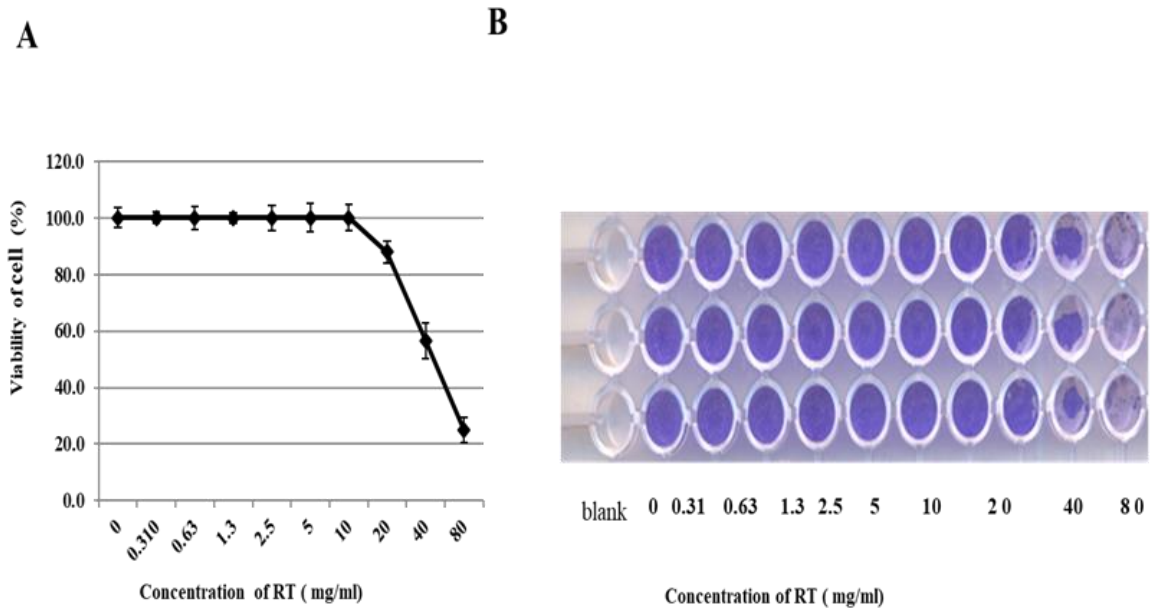 A
B
Viability of cell (%)
120.0
100.0
80.0
60.0
40.0
20.0
0.0
0 0.310 0.63 1.3 2.5 5 10 20 40 80
Concentration of RT ( mg/ml)
blank 0 0.31 0.63 1.3 2.5 5 10 2 0 40 8 0
Concentration of RT ( mg/ml)